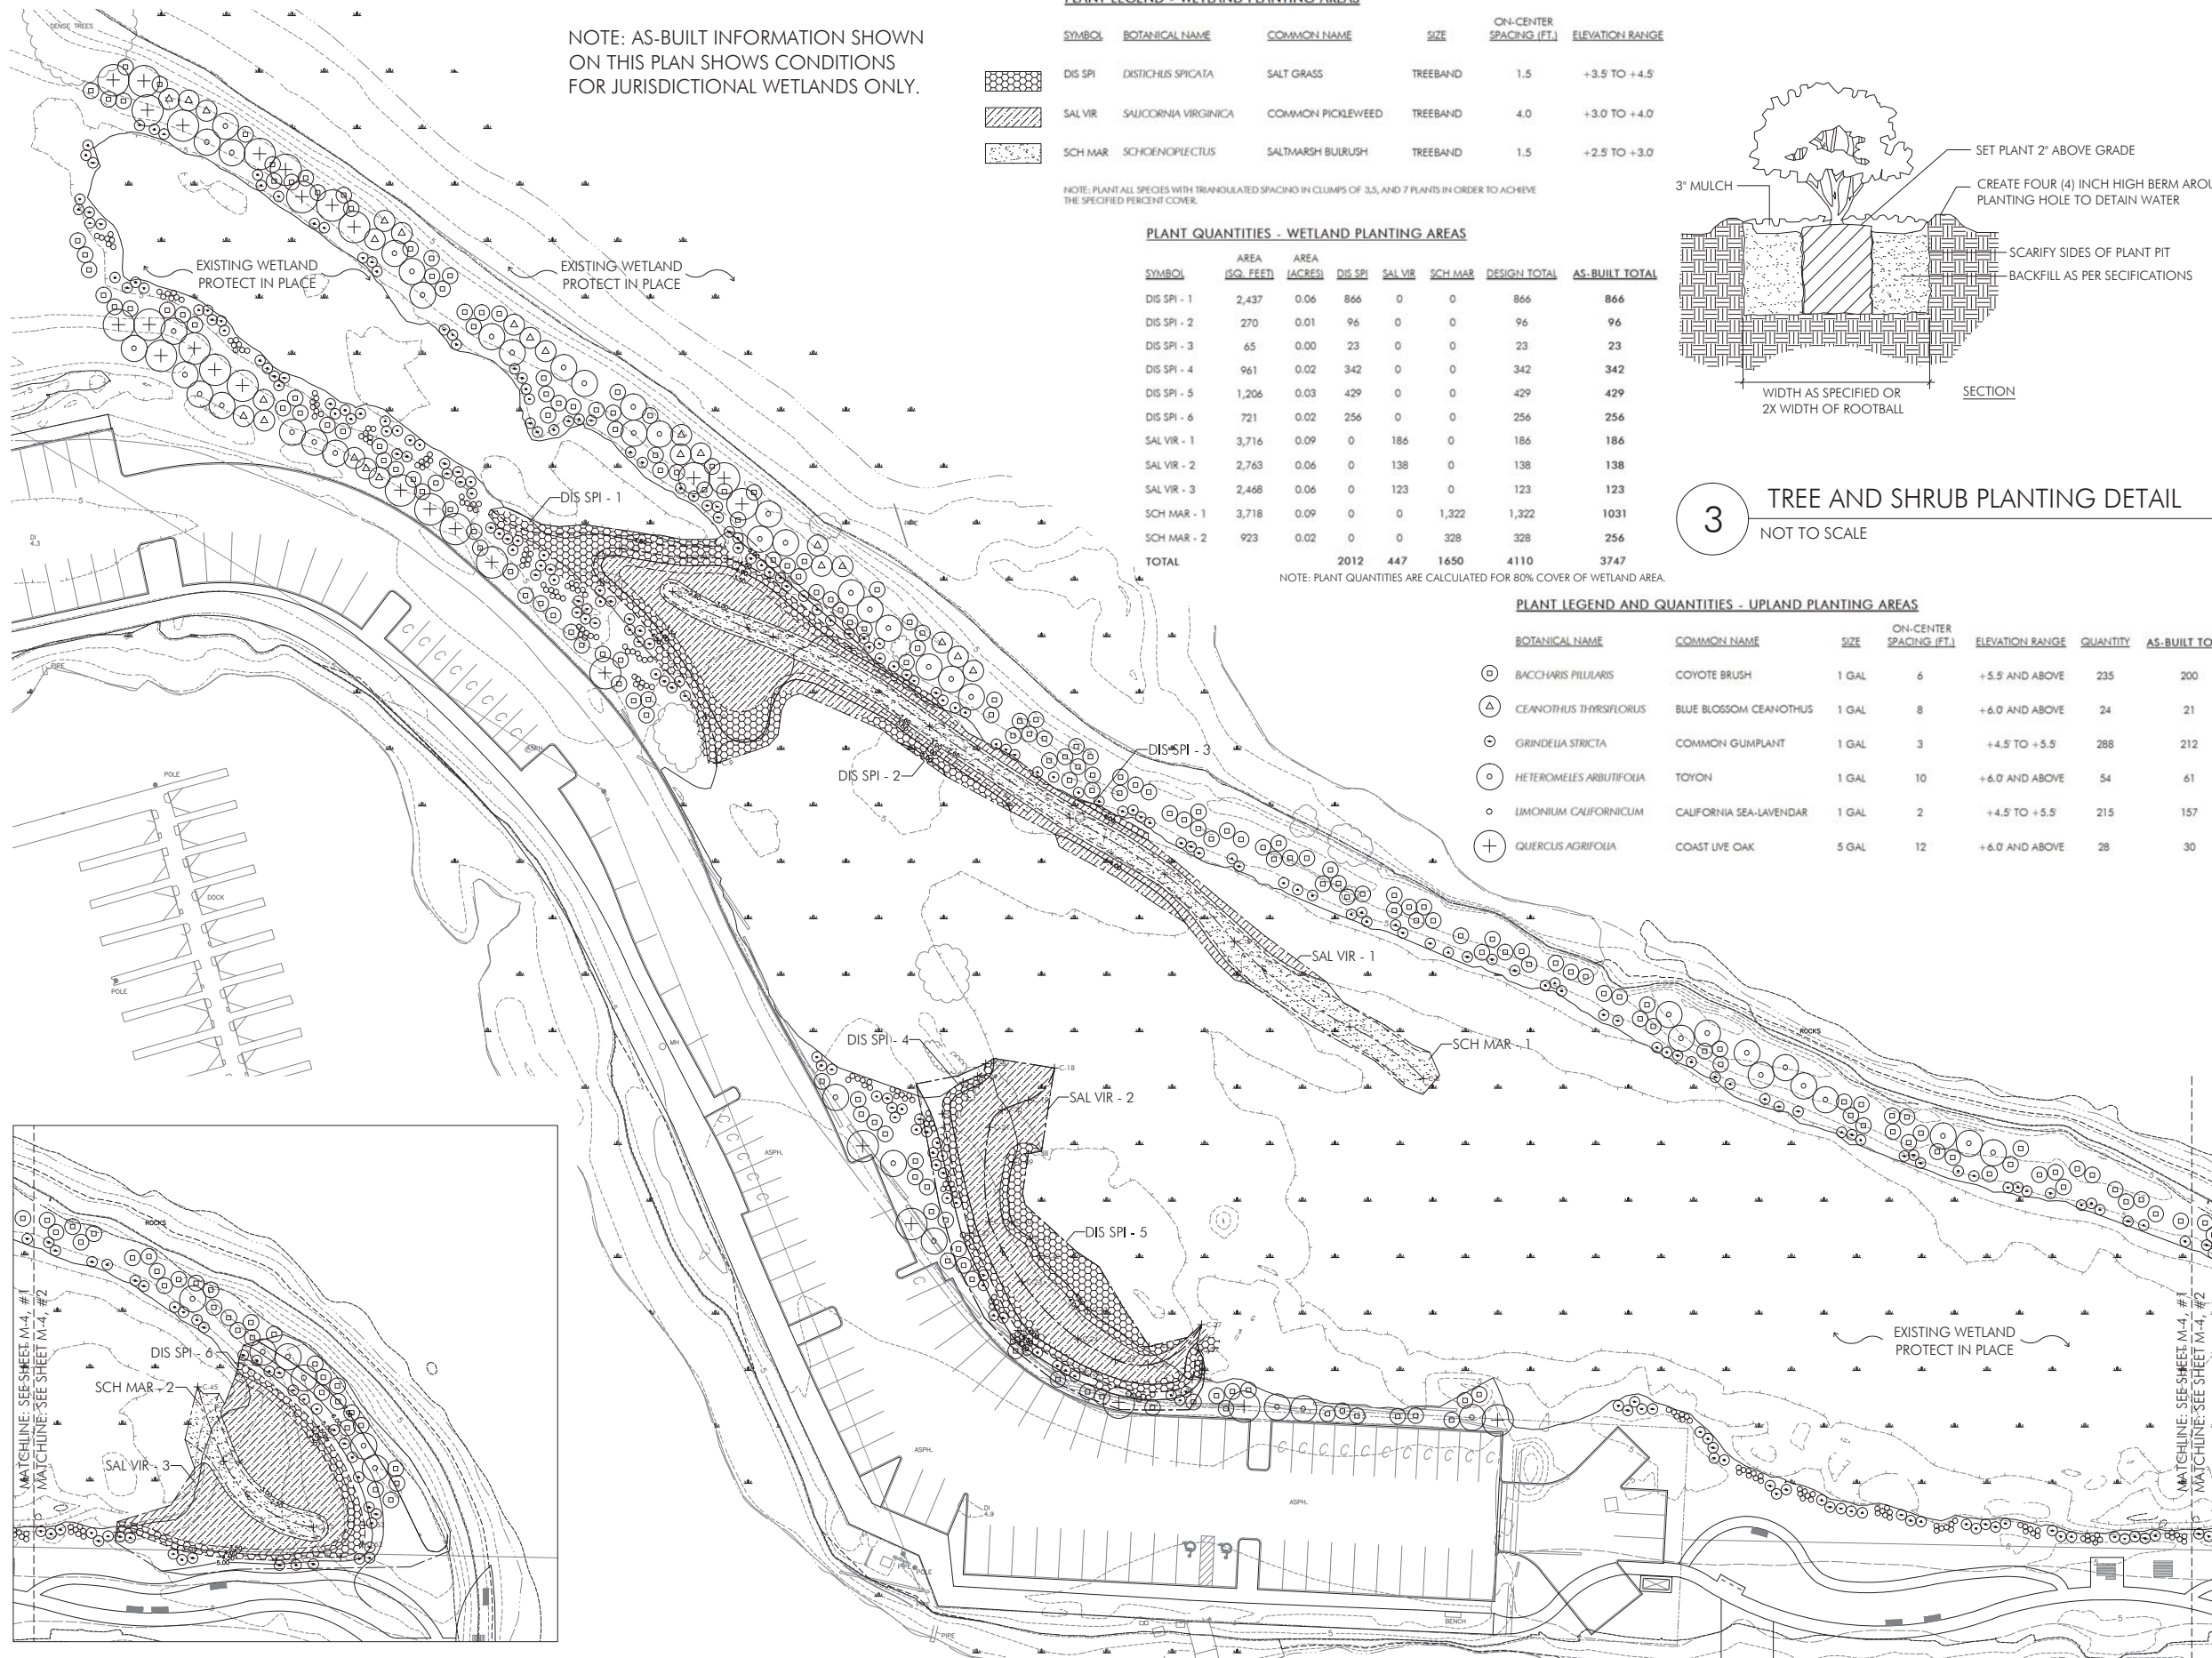 PLANT LEGEND - WETLAND PLANTING AREAS
SYMBOL BOTANICAL NAME COMMON NAME SIZE ON-CENTER SPACING (FT.) ELEVATION RANGE
DIS SPI DISTICHLIS SPICATA SALT GRASS TREEBAND 1.5 +3.5' TO +4.5'
SAL VIR SALICORNIA VIRGINICA COMMON PICKLEWEED TREEBAND 4.0 +3.0' TO +4.0'
SCH MAR SCHOENOPLECTUS SALTMARSH BULRUSH TREEBAND 1.5 +2.5' TO +3.0'
NOTE: PLANT ALL SPECIES WITH TRIANGULATED SPACING IN CLUMPS OF 3,5, AND 7 PLANTS IN ORDER TO ACHIEVE
THE SPECIFIED PERCENT COVER.
NOTE: AS-BUILT INFORMATION SHOWN
ON THIS PLAN SHOWS CONDITIONS
FOR JURISDICTIONAL WETLANDS ONLY.
PLANT QUANTITIES - WETLAND PLANTING AREAS
SYMBOL AREA (SQ. FEET) AREA (ACRES) DIS SPI SAL VIR SCH MAR DESIGN TOTAL AS-BUILT TOTAL
DIS SPI - 1 2,437 0.06 866 0 0 866 866
DIS SPI - 2 270 0.01 96 0 0 96 96
DIS SPI - 3 65 0.00 23 0 0 23 23
DIS SPI - 4 961 0.02 342 0 0 342 342
DIS SPI - 5 1,206 0.03 429 0 0 429 429
DIS SPI - 6 721 0.02 256 0 0 256 256
SAL VIR - 1 3,716 0.09 0 186 0 186 186
SAL VIR - 2 2,763 0.06 0 138 0 138 138
SAL VIR - 3 2,468 0.06 0 123 0 123 123
SCH MAR - 1 3,718 0.09 0 0 1,322 1,322 1031
SCH MAR - 2 923 0.02 0 0 328 328 256
TOTAL 2012 447 1650 4110 3747
NOTE: PLANT QUANTITIES ARE CALCULATED FOR 80% COVER OF WETLAND AREA.
3" MULCH
SET PLANT 2" ABOVE GRADE
CREATE FOUR (4) INCH HIGH BERM AROU
PLANTING HOLE TO DETAIN WATER
SCARIFY SIDES OF PLANT PIT
BACKFILL AS PER SECIFICATIONS
WIDTH AS SPECIFIED OR
2X WIDTH OF ROOTBALL
SECTION
3 TREE AND SHRUB PLANTING DETAIL
NOT TO SCALE
PLANT LEGEND AND QUANTITIES - UPLAND PLANTING AREAS
BOTANICAL NAME COMMON NAME SIZE ON-CENTER SPACING (FT.) ELEVATION RANGE QUANTITY AS-BUILT TO
BACCHARIS PILULARIS COYOTE BRUSH 1 GAL 6 +5.5' AND ABOVE 235 200
CEANOTHUS THYRSIFLORUS BLUE BLOSSOM CEANOTHUS 1 GAL 8 +6.0' AND ABOVE 24 21
GRINDELIA STRICTA COMMON GUMPLANT 1 GAL 3 +4.5' TO +5.5' 288 212
HETEROMELES ARBUTIFOLIA TOYON 1 GAL 10 +6.0' AND ABOVE 54 61
LIMONIUM CALIFORNICUM CALIFORNIA SEA-LAVENDAR 1 GAL 2 +4.5' TO +5.5' 215 157
QUERCUS AGRIFOLIA COAST LIVE OAK 5 GAL 12 +6.0' AND ABOVE 28 30
DENSE TREES
EXISTING WETLAND
PROTECT IN PLACE
EXISTING WETLAND
PROTECT IN PLACE
DIS SPI - 1
PIPE
DI
4.3
PIPE
ASPH.
DIS SPI - 3
DIS SPI - 2
POLE
DOCK
POLE
SAL VIR - 1
MH
DIS SPI - 4
SCH MAR - 1
C-18
SAL VIR - 2
ROCKS
ASPH.
DIS SPI - 5
C-27
EXISTING WETLAND
PROTECT IN PLACE
MATCHLINE: SEE SHEET M-4, #1
MATCHLINE: SEE SHEET M-4, #2
ROCKS
DIS SPI - 6
SCH MAR - 2
C-45
SAL VIR - 3
MATCHLINE: SEE SHEET M-4, #1
MATCHLINE: SEE SHEET M-4, #2
ASPH.
ASPH.
DI
4.9
POLE
PIPE
BENCH